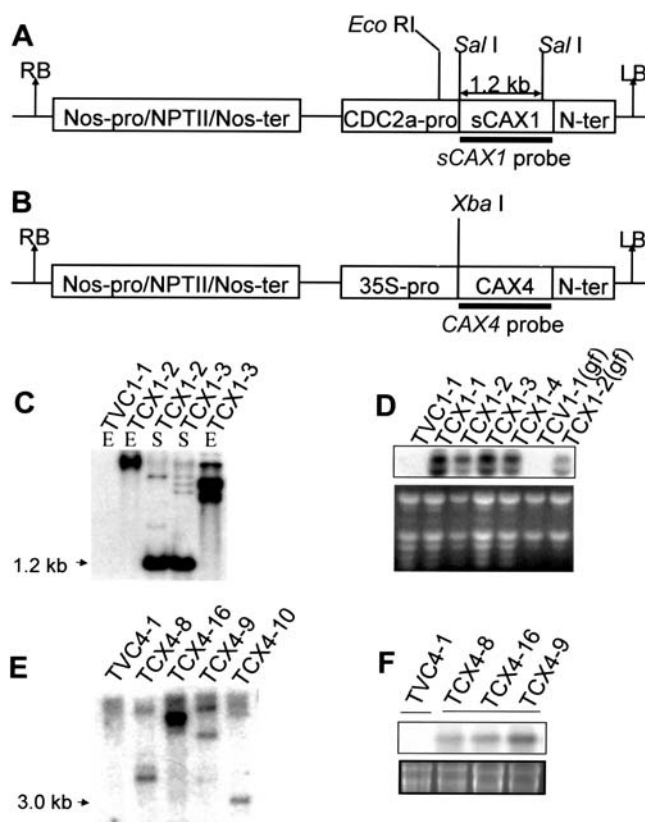 A
Eco RI
Sal I
Sal I
RB
1.2 kb
LB
Nos-pro/NPTII/Nos-ter
CDC2a-pro
sCAX1
N-ter
sCAX1 probe
B
Xba I
RB
LB
Nos-pro/NPTII/Nos-ter
35S-pro
CAX4
N-ter
CAX4 probe
C
TVC1-1
TCX1-2
TCX1-2
TCX1-3
TCX1-3
E E S S E
1.2 kb
D
TVC1-1
TCX1-1
TCX1-2
TCX1-3
TCX1-4
TCV1-1(gf)
TCX1-2(gf)
E
TVC4-1
TCX4-8
TCX4-16
TCX4-9
TCX4-10
3.0 kb
F
TVC4-1
TCX4-8
TCX4-16
TCX4-9